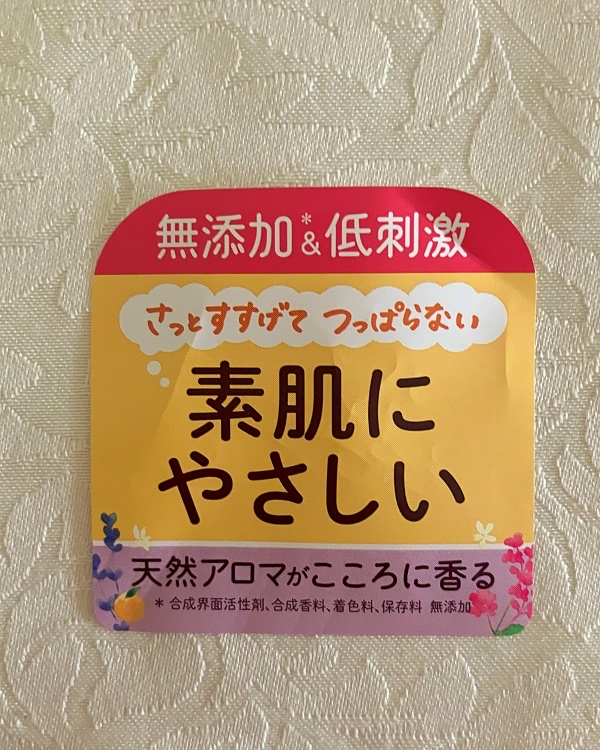 無添加*&低刺激
さっとすすげて つっぱらない
素肌に
やさしい
天然アロマがこころに香る
* 合成界面活性剤、合成香料、着色料、保存料 無添加